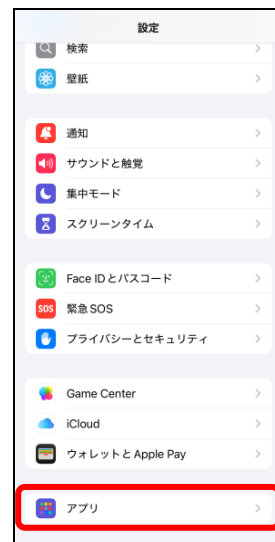 設定
検索
壁紙
通知
サウンドと触覚
集中モード
スクリーンタイム
Face IDとパスコード
SOS 緊急SOS
プライバシーとセキュリティ
Game Center
iCloud
ウォレットとApple Pay
アプリ